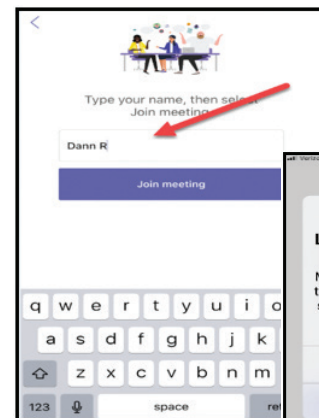 Type your name, then select
Join meeting
Dann R
Join meeting
q w e r t y u i o
a s d f g h j k
z x c v b n m
123 space